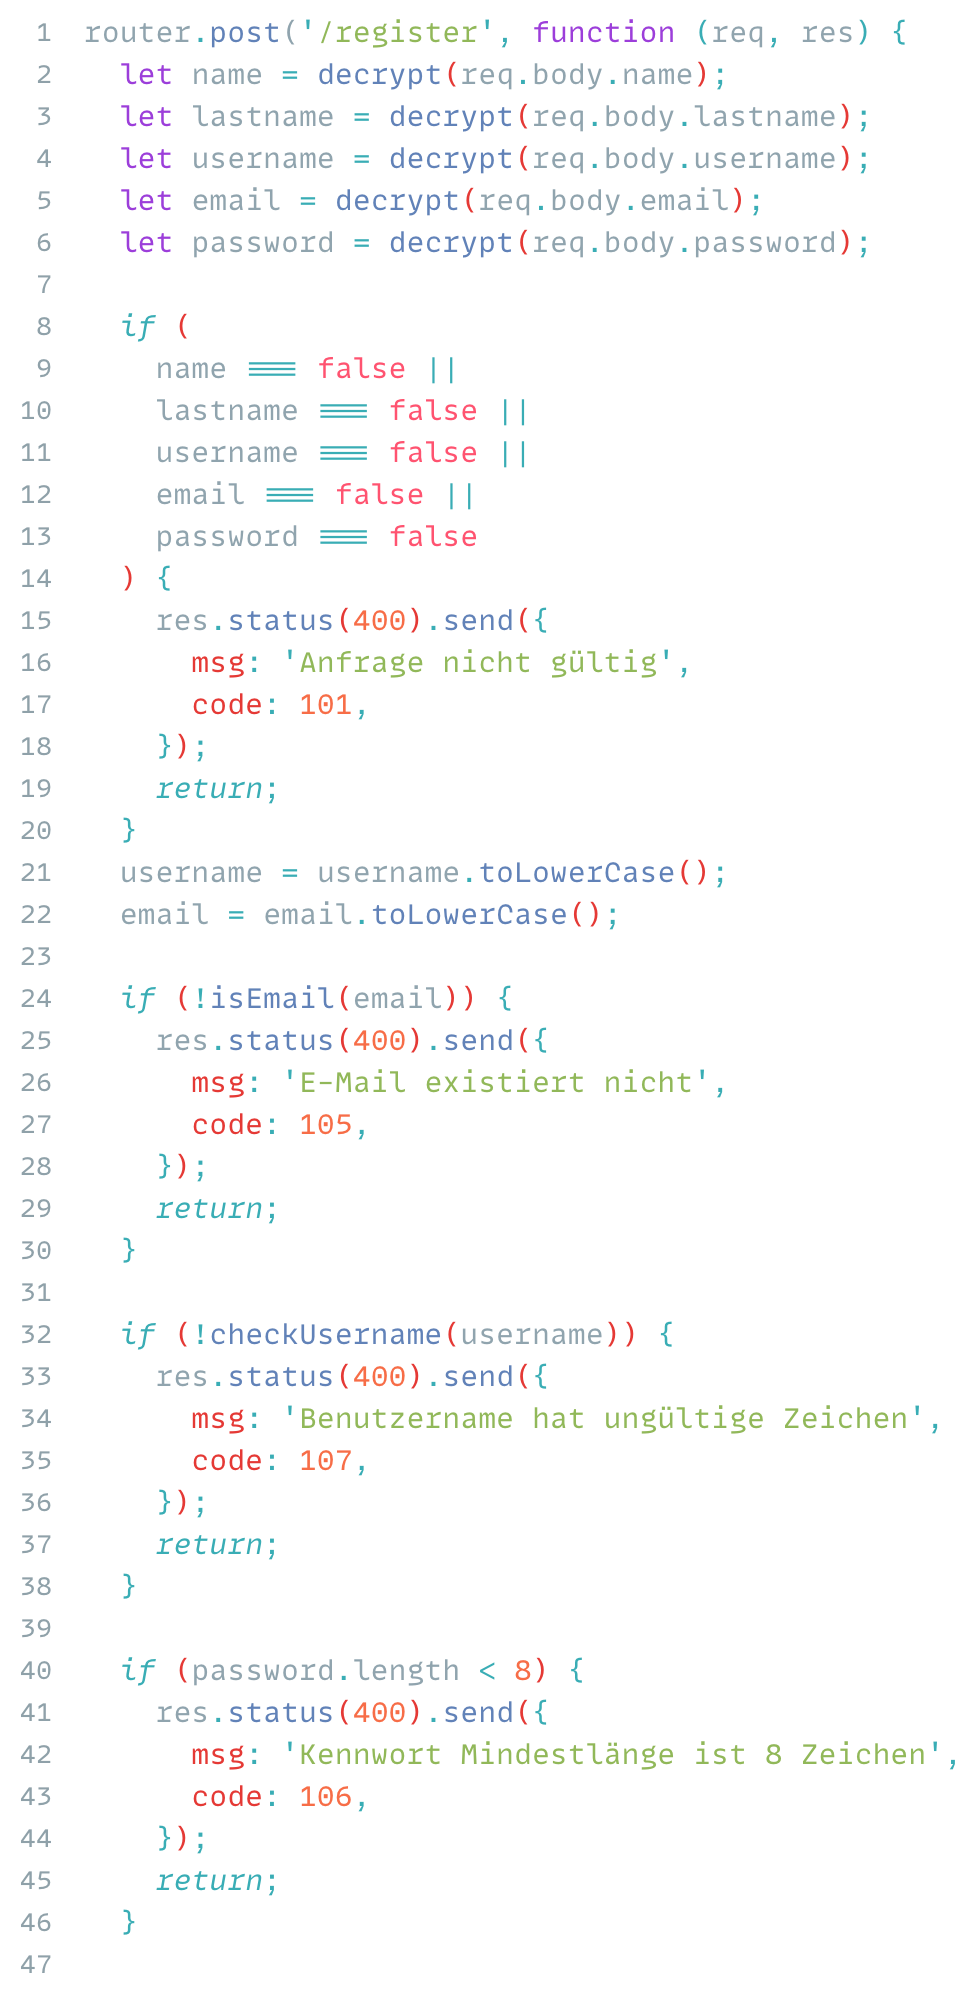 1 router.post('/register', function (req, res) {
2   let name = decrypt(req.body.name);
3   let lastname = decrypt(req.body.lastname);
4   let username = decrypt(req.body.username);
5   let email = decrypt(req.body.email);
6   let password = decrypt(req.body.password);
7
8   if (
9     name === false ||
10     lastname === false ||
11     username === false ||
12     email === false ||
13     password === false
14   ) {
15     res.status(400).send({
16       msg: 'Anfrage nicht gültig',
17       code: 101,
18     });
19     return;
20   }
21   username = username.toLowerCase();
22   email = email.toLowerCase();
23
24   if (!isEmail(email)) {
25     res.status(400).send({
26       msg: 'E-Mail existiert nicht',
27       code: 105,
28     });
29     return;
30   }
31
32   if (!checkUsername(username)) {
33     res.status(400).send({
34       msg: 'Benutzername hat ungültige Zeichen',
35       code: 107,
36     });
37     return;
38   }
39
40   if (password.length < 8) {
41     res.status(400).send({
42       msg: 'Kennwort Mindestlänge ist 8 Zeichen',
43       code: 106,
44     });
45     return;
46   }
47